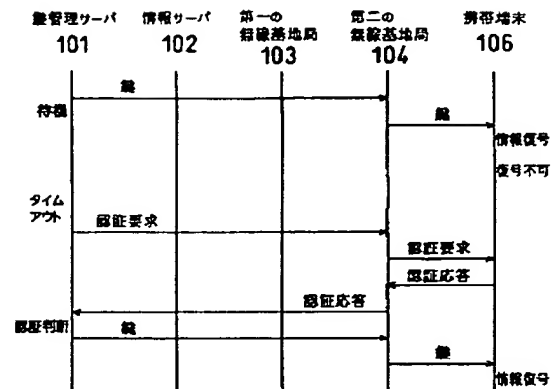 鍵管理サーバ
101
情報サーバ
102
第一の
無線基地局
103
第二の
無線基地局
104
携帯端末
106
鍵
待機
鍵
情報復号
復号不可
タイム
アウト
認証要求
認証要求
認証応答
認証応答
認証判断
鍵
鍵
情報復号